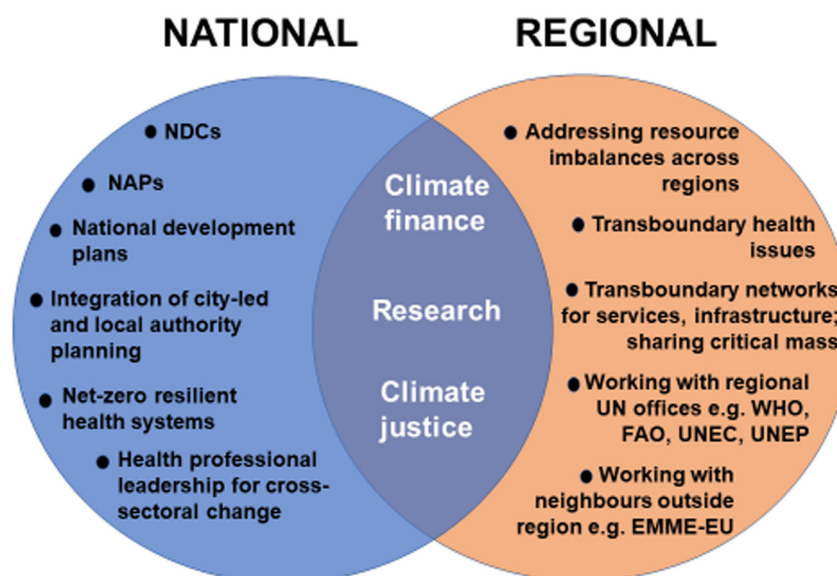 NATIONAL
REGIONAL
● NDCs
● NAPs
● National development
plans
● Integration of city-led
and local authority
planning
● Net-zero resilient
health systems
● Health professional
leadership for cross-
sectoral change
Climate
finance
Research
Climate
justice
● Addressing resource
imbalances across
regions
● Transboundary health
issues
● Transboundary networks
for services, infrastructure;
sharing critical mass
● Working with regional
UN offices e.g. WHO,
FAO, UNEC, UNEP
● Working with
neighbours outside
region e.g. EMME-EU